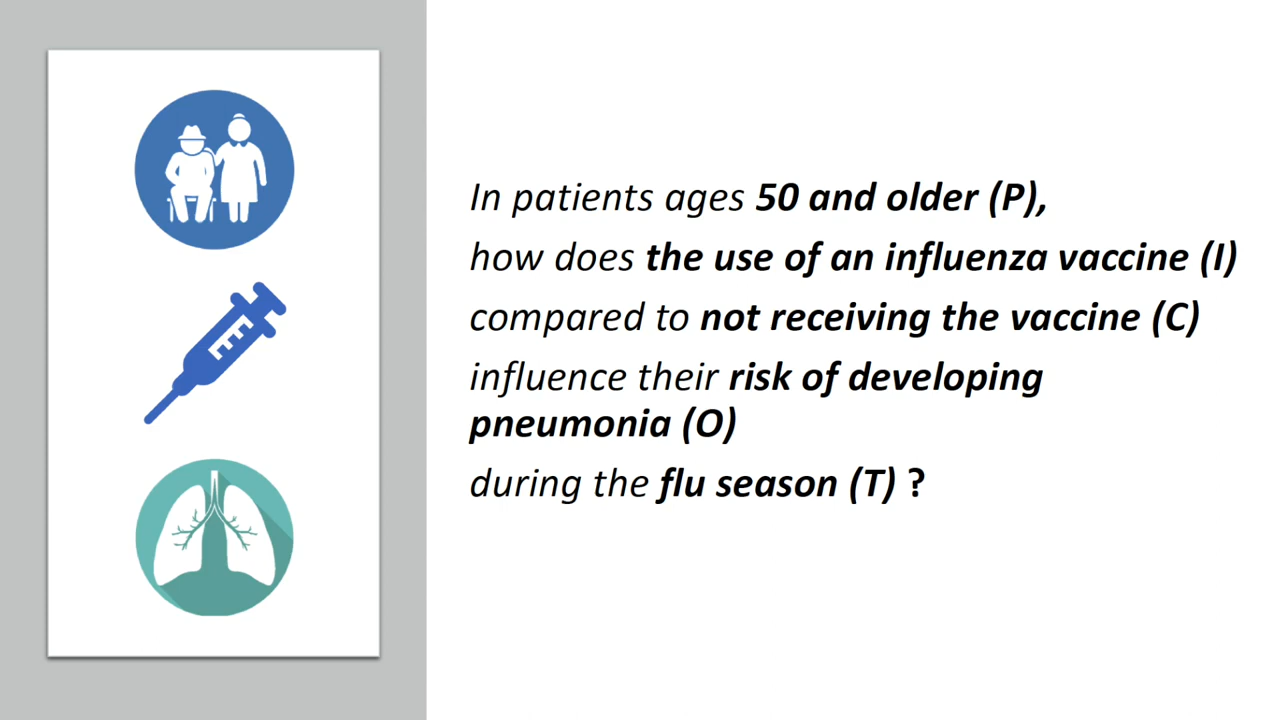 In patients ages 50 and older (P),
how does the use of an influenza vaccine (I)
compared to not receiving the vaccine (C)
influence their risk of developing
pneumonia (O)
during the flu season (T) ?